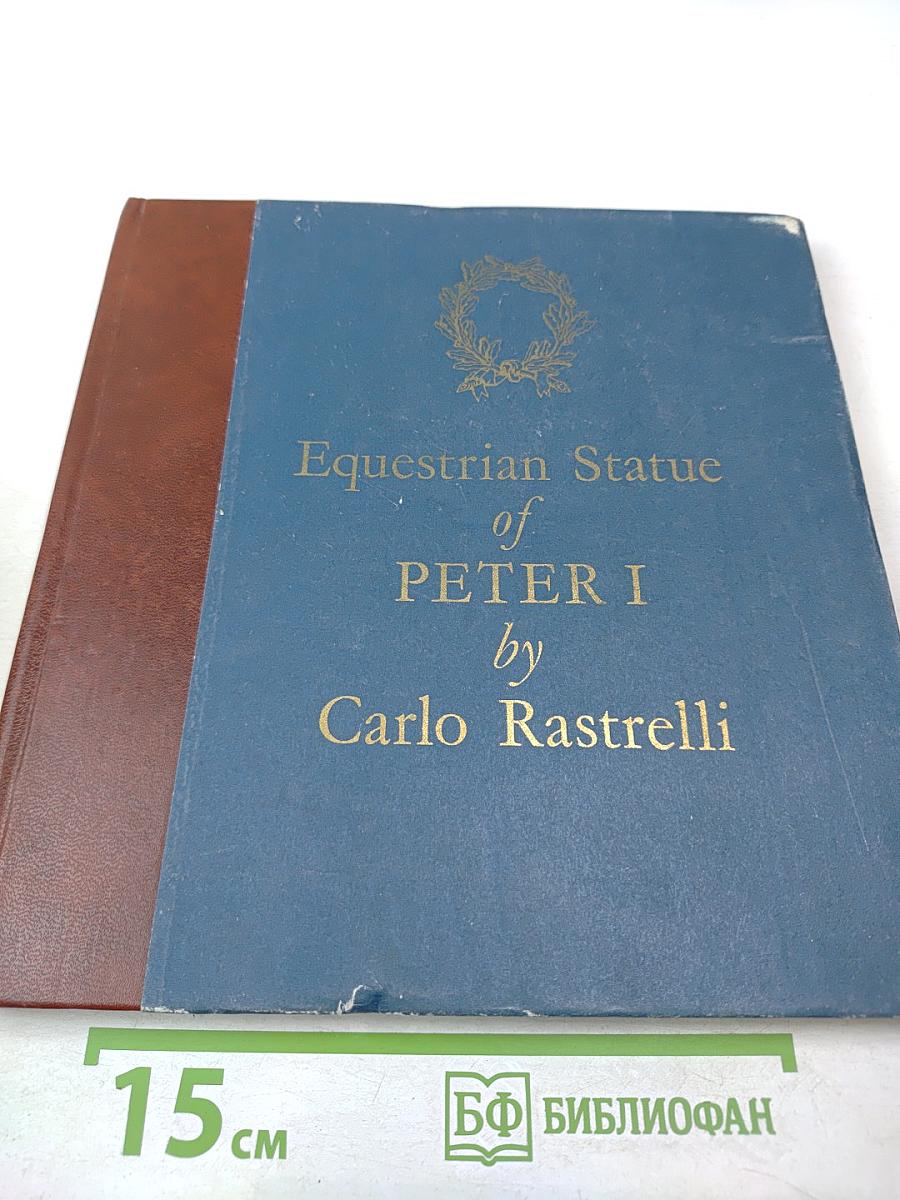 Equestrian Statue
of
PETER I
by
Carlo Rastrelli
15 см
БФ БИБЛИОФАН